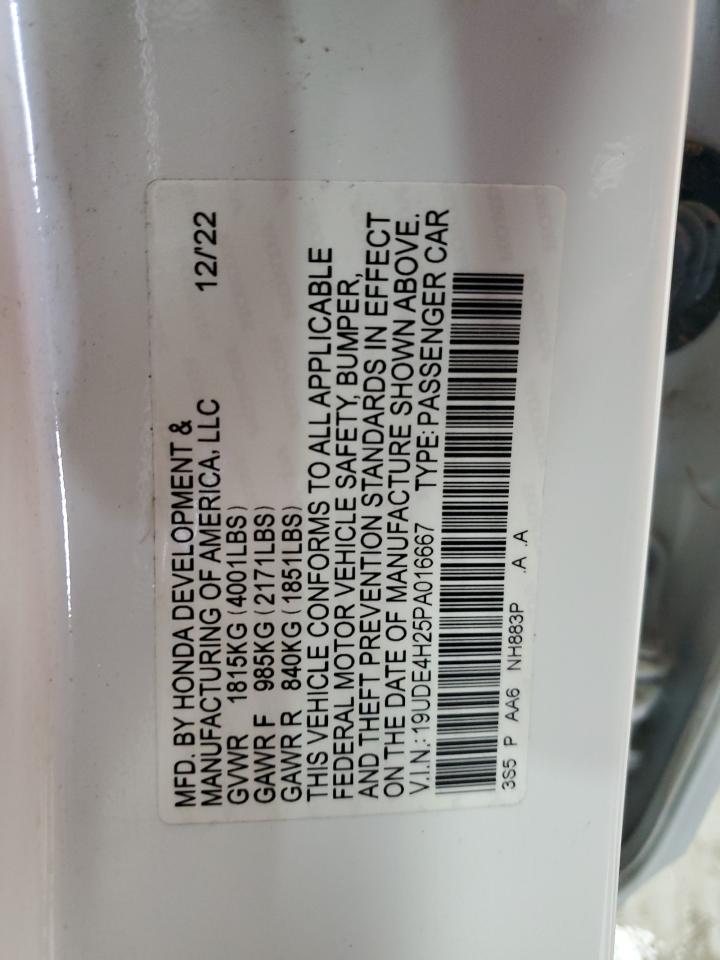 MFD. BY HONDA DEVELOPMENT &
MANUFACTURING OF AMERICA, LLC 12/'22
GVWR 1815KG (4001LBS)
GAWR F 985KG (2171LBS)
GAWR R 840KG (1851LBS)
THIS VEHICLE CONFORMS TO ALL APPLICABLE
FEDERAL MOTOR VEHICLE SAFETY, BUMPER,
AND THEFT PREVENTION STANDARDS IN EFFECT
ON THE DATE OF MANUFACTURE SHOWN ABOVE.
V.I.N.: 19UDE4H25PA016667 TYPE: PASSENGER CAR
3S5 P AA6 NH883P .A .A